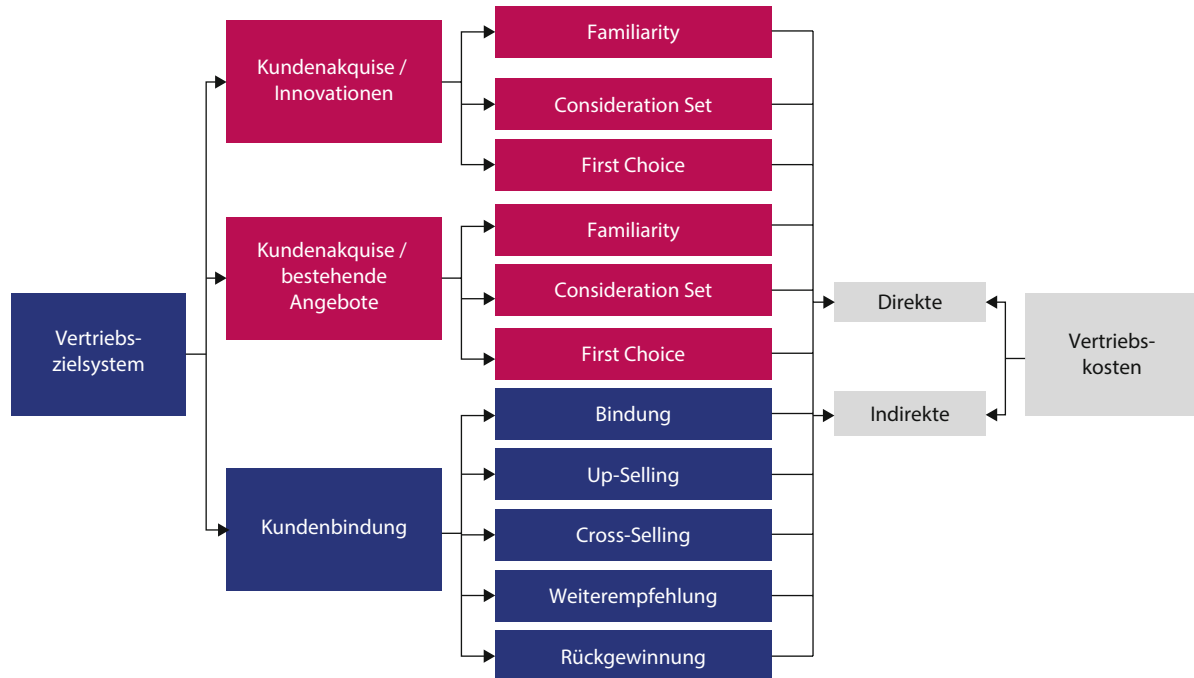 Vertriebs-
zielsystem
Kundenakquise /
Innovationen
Kundenakquise /
bestehende
Angebote
Kundenbindung
Familiarity
Consideration Set
First Choice
Familiarity
Consideration Set
First Choice
Bindung
Up-Selling
Cross-Selling
Weiterempfehlung
Rückgewinnung
Direkte
Indirekte
Vertriebs-
kosten